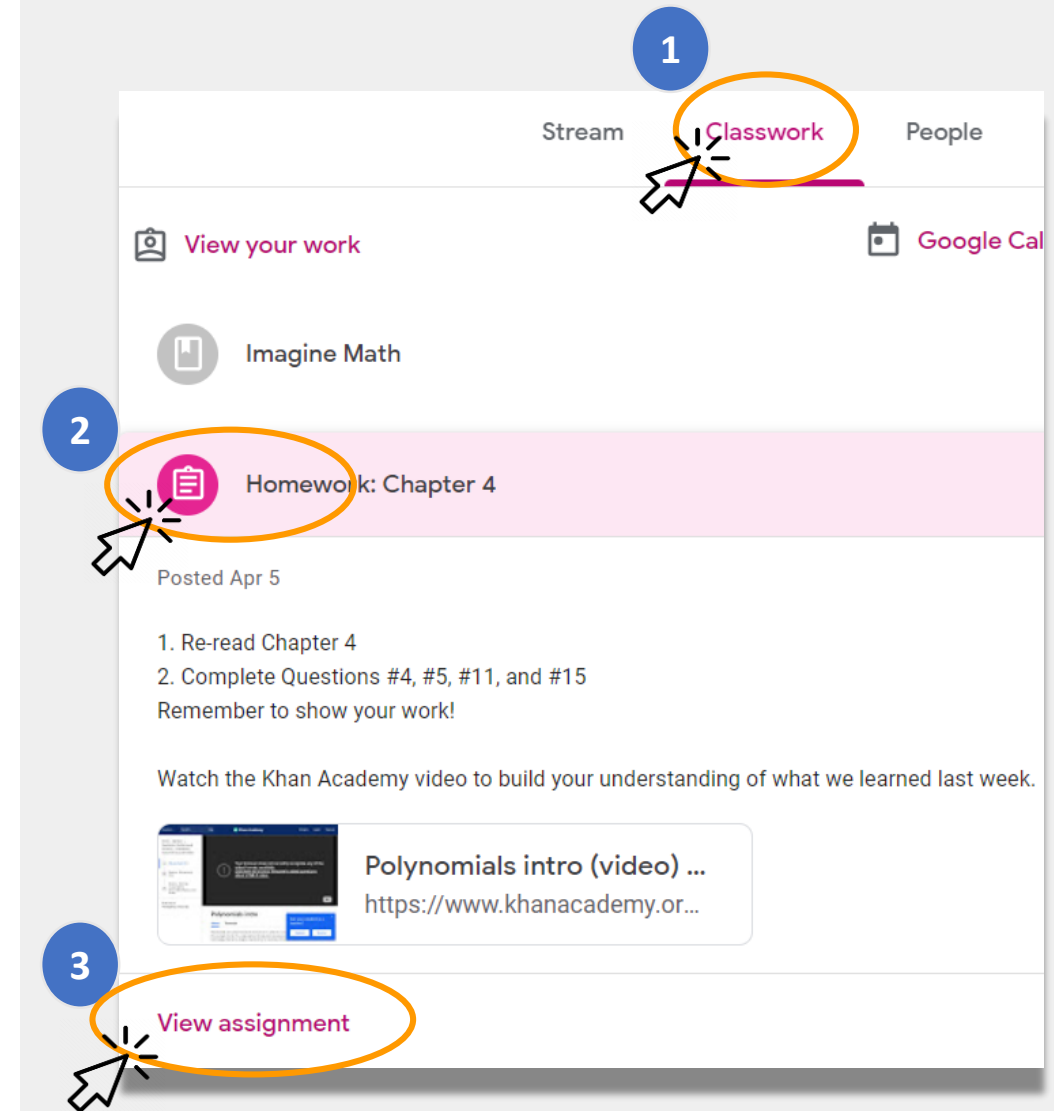 1
Stream Classwork People
View your work Google Cal
Imagine Math
2
Homework: Chapter 4
Posted Apr 5
1. Re-read Chapter 4
2. Complete Questions #4, #5, #11, and #15
Remember to show your work!
Watch the Khan Academy video to build your understanding of what we learned last week.
Polynomials intro (video) ...
https://www.khanacademy.or...
Polynomials intro
3
View assignment